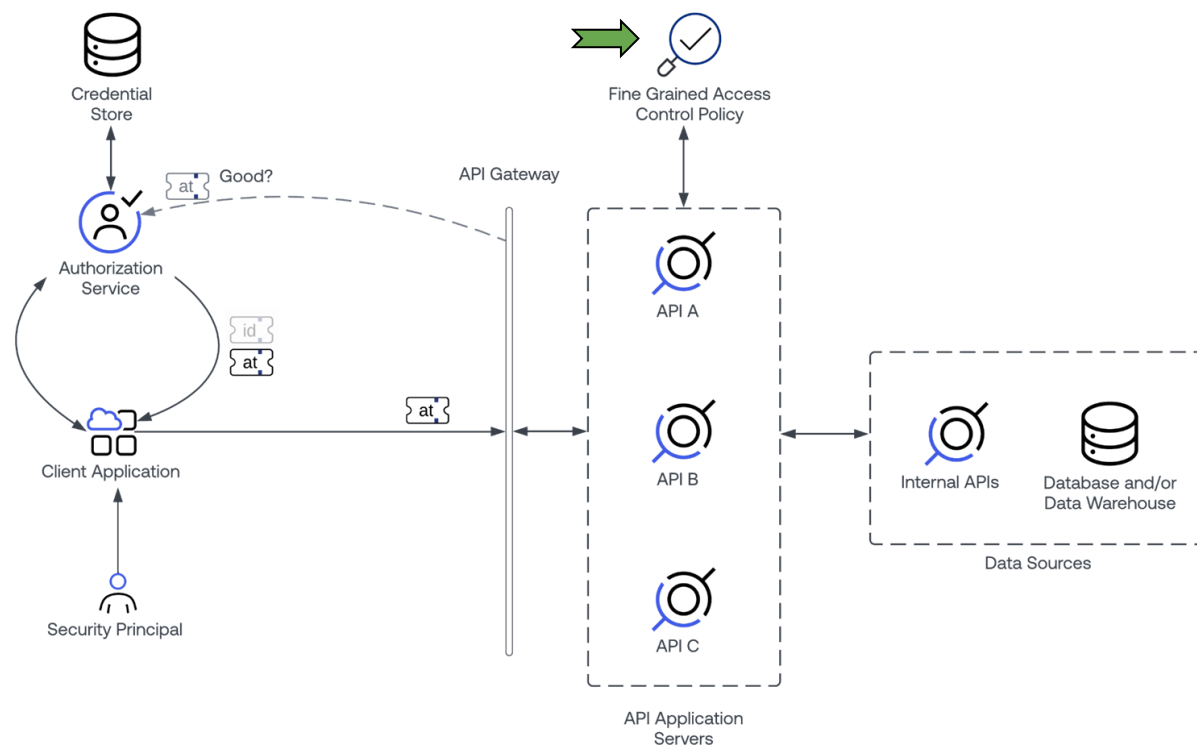 Credential
Store
Fine Grained Access
Control Policy
at
Good?
API Gateway
Authorization
Service
API A
id
at
at
Client Application
API B
Internal APIs
Database and/or
Data Warehouse
Data Sources
Security Principal
API C
API Application
Servers